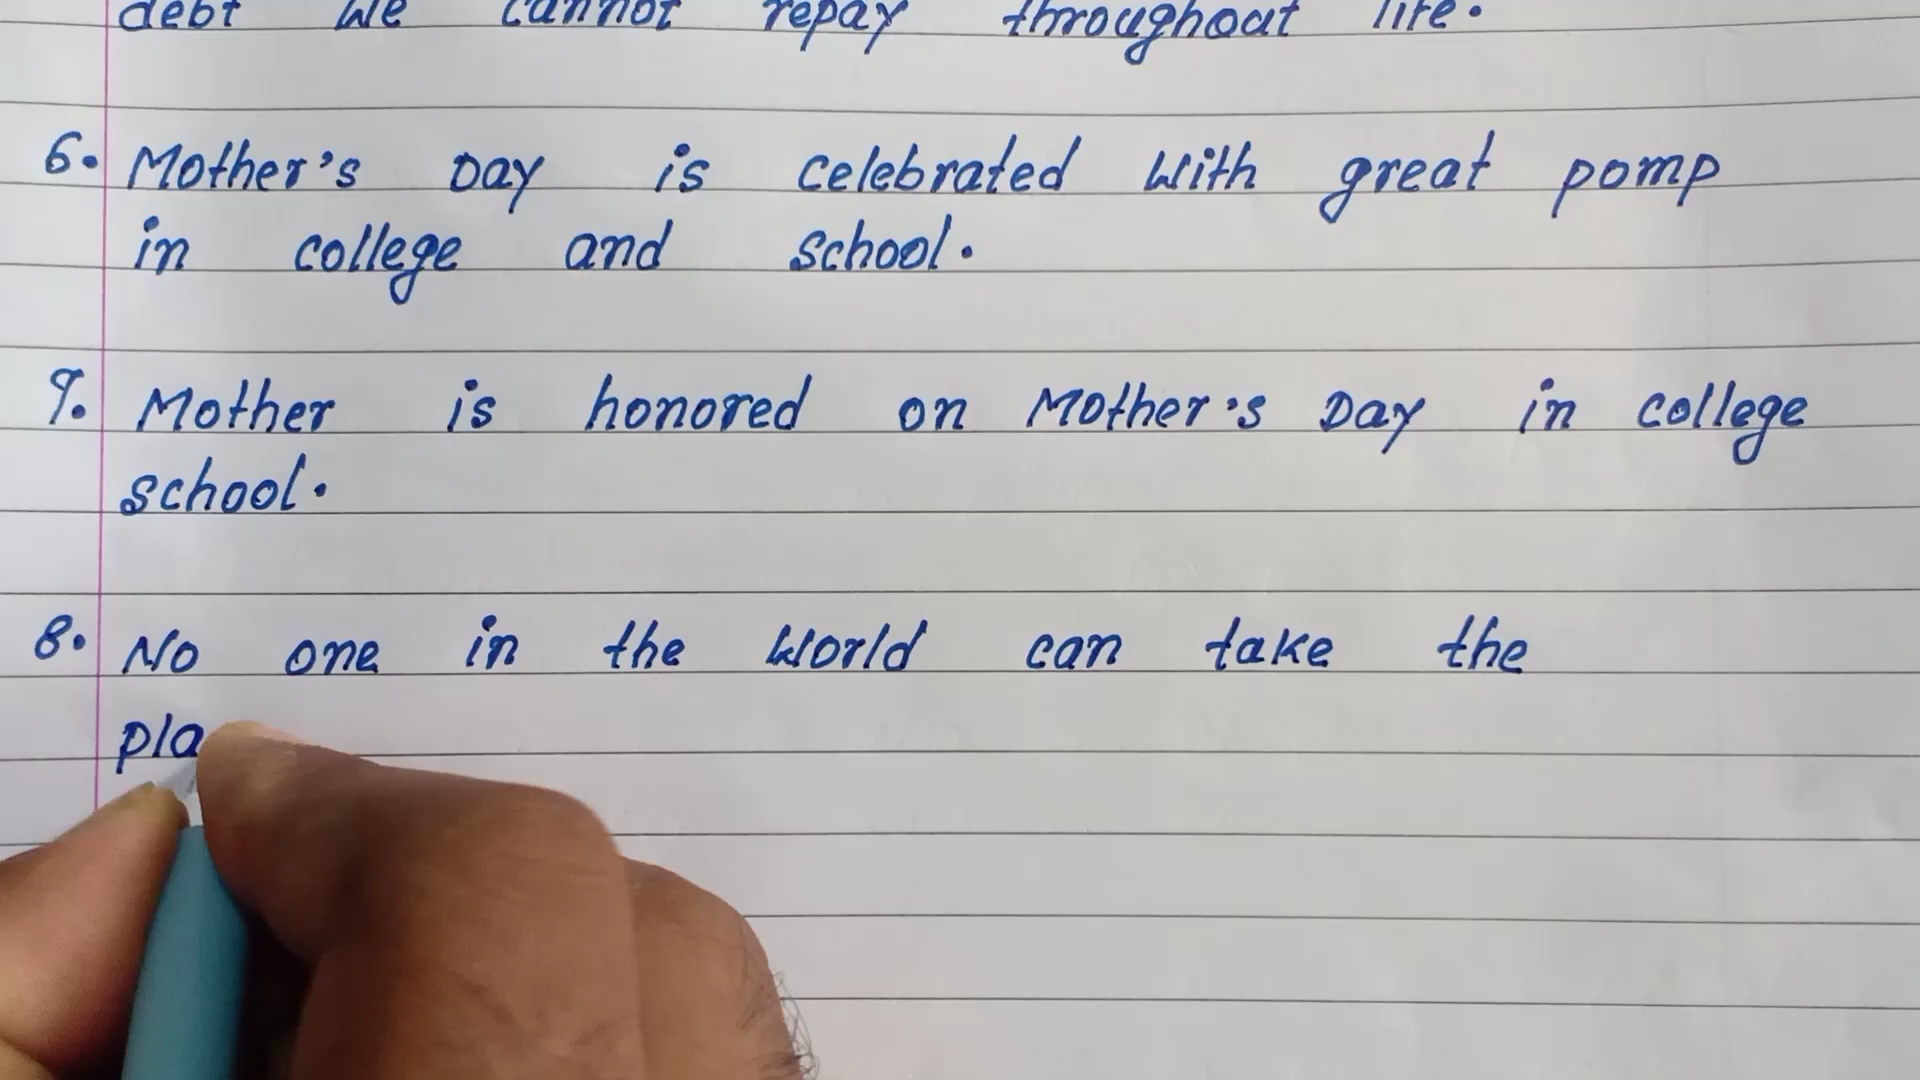 debt we cannot repay throughout life.
6. Mother's Day is celebrated with great pomp
in college and school.
7. Mother is honored on Mother's Day in college
school.
8. No one in the world can take the
pla